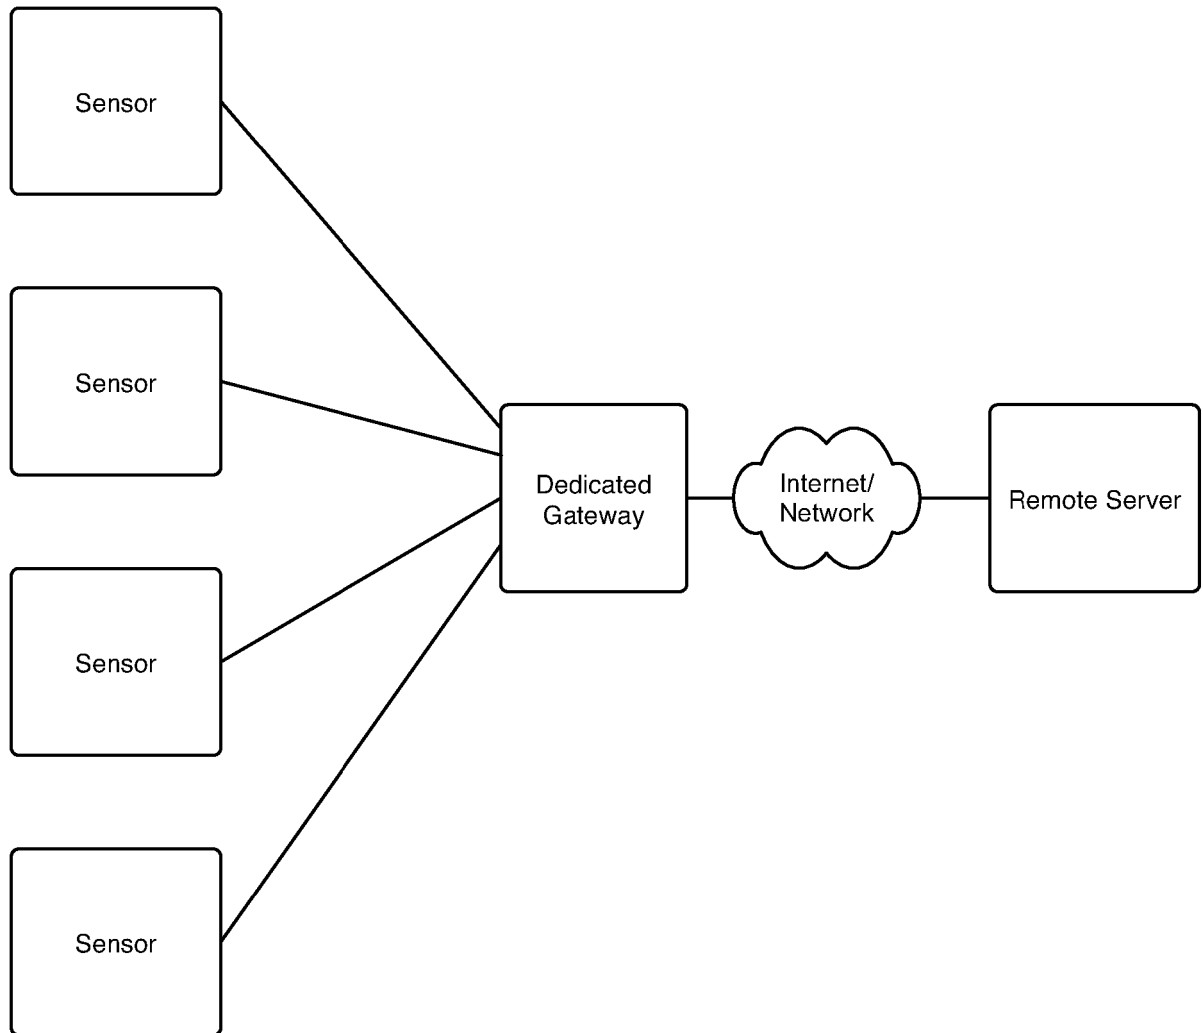 Sensor
Sensor
Dedicated
Gateway
Internet/
Network
Remote Server
Sensor
Sensor